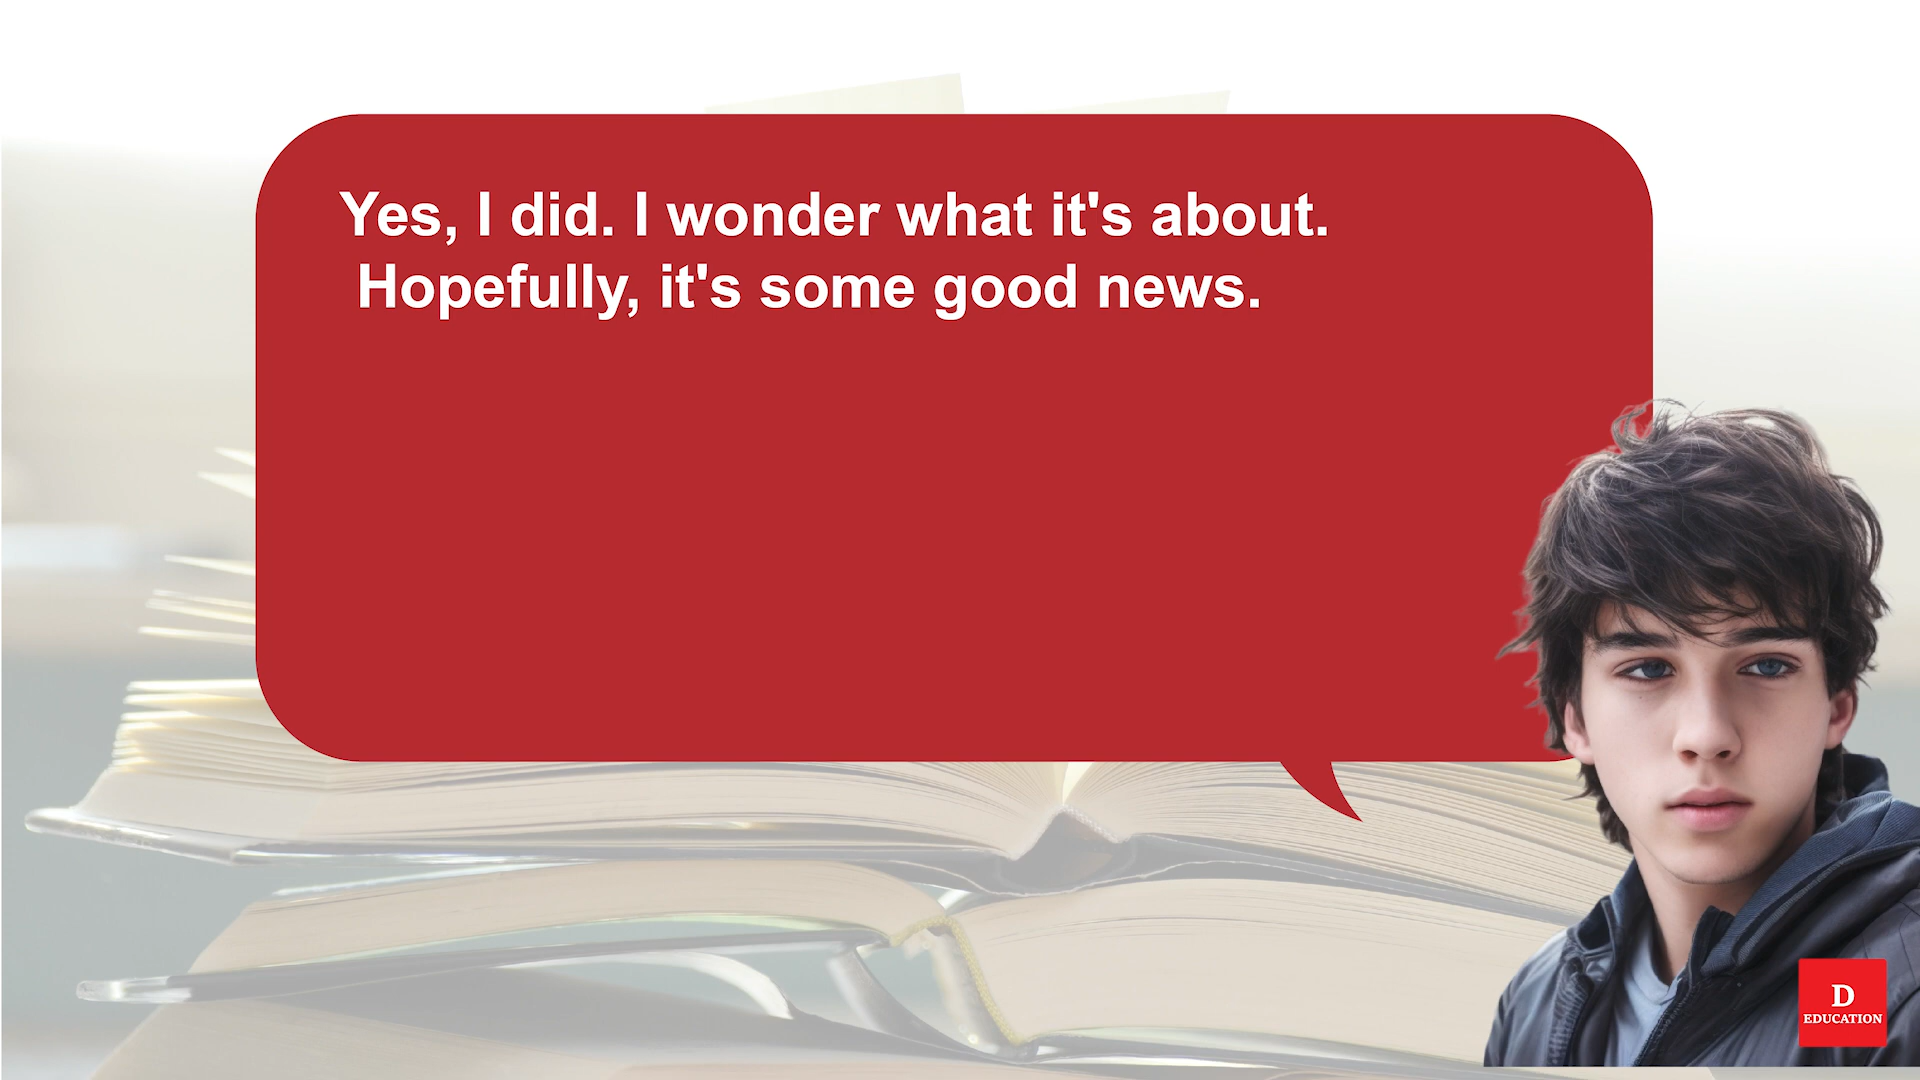 Yes, I did. I wonder what it's about.
Hopefully, it's some good news.
D
EDUCATION